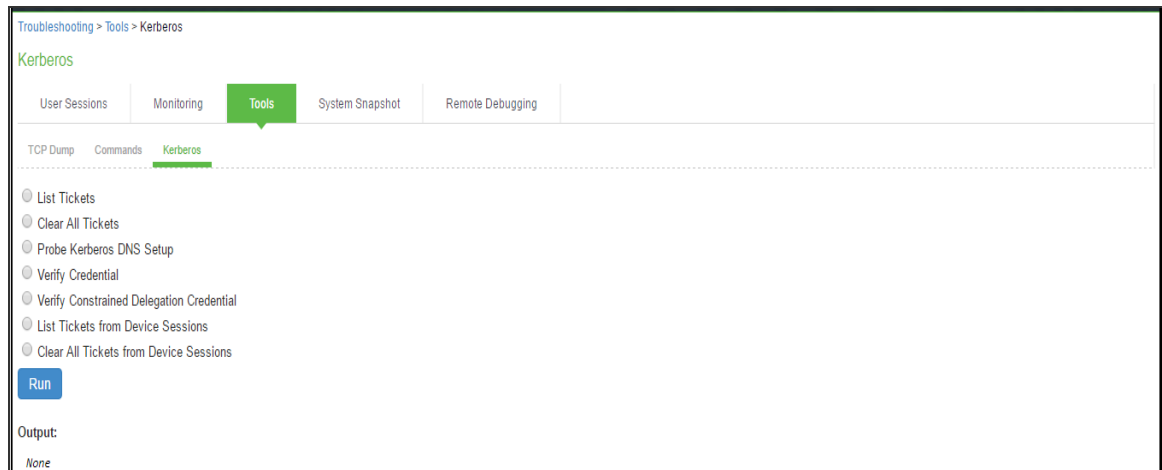 Troubleshooting > Tools > Kerberos
Kerberos
User Sessions Monitoring Tools System Snapshot Remote Debugging
TCP Dump Commands Kerberos
List Tickets
Clear All Tickets
Probe Kerberos DNS Setup
Verify Credential
Verify Constrained Delegation Credential
List Tickets from Device Sessions
Clear All Tickets from Device Sessions
Run
Output:
None